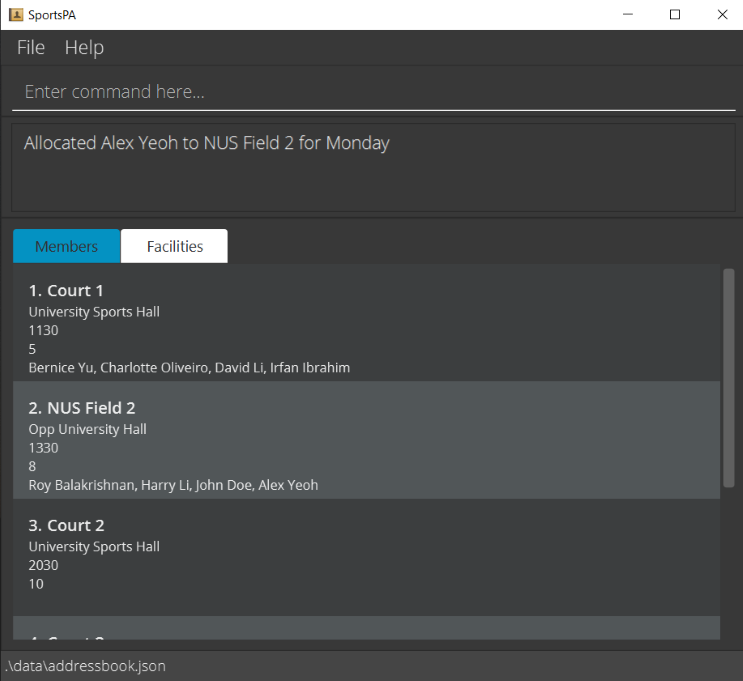 SportsPA
File Help
Enter command here...
Allocated Alex Yeoh to NUS Field 2 for Monday
Members Facilities
1. Court 1
University Sports Hall
1130
5
Bernice Yu, Charlotte Oliveiro, David Li, Irfan Ibrahim
2. NUS Field 2
Opp University Hall
1330
8
Roy Balakrishnan, Harry Li, John Doe, Alex Yeoh
3. Court 2
University Sports Hall
2030
10
.\data\addressbook.json